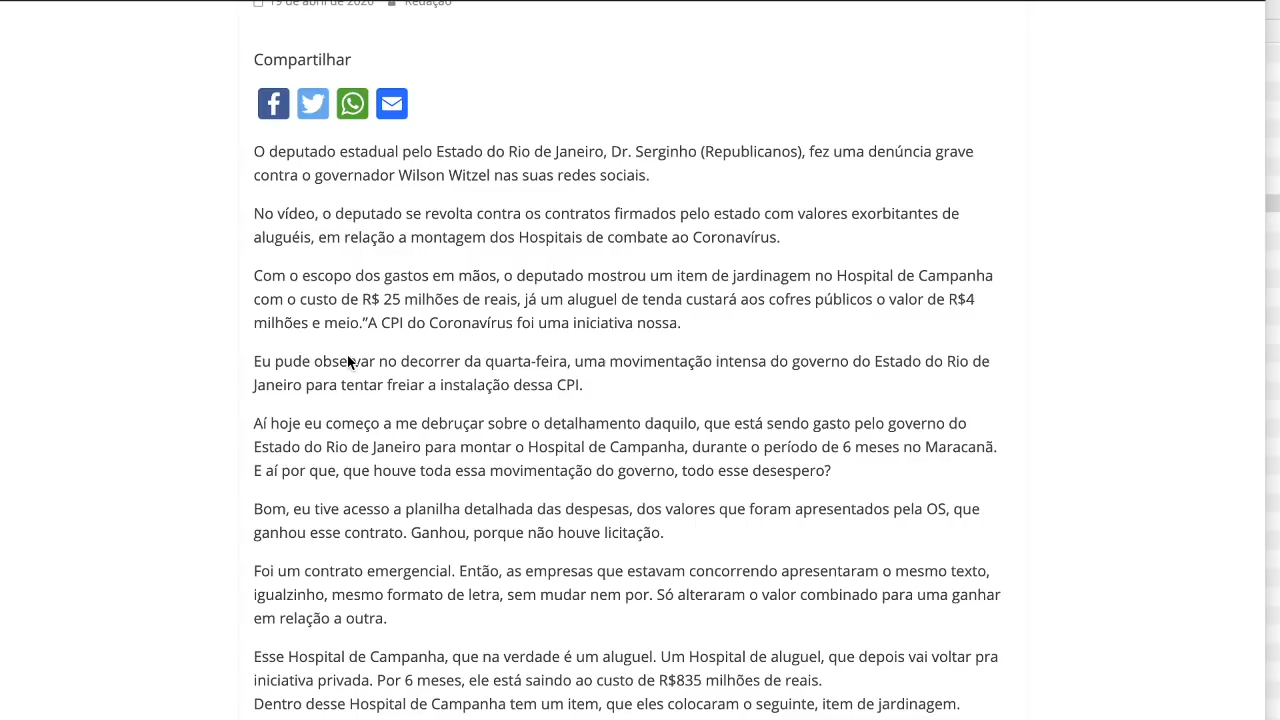 19 de abril de 2020 Redação
Compartilhar
O deputado estadual pelo Estado do Rio de Janeiro, Dr. Serginho (Republicanos), fez uma denúncia grave
contra o governador Wilson Witzel nas suas redes sociais.
No vídeo, o deputado se revolta contra os contratos firmados pelo estado com valores exorbitantes de
aluguéis, em relação a montagem dos Hospitais de combate ao Coronavírus.
Com o escopo dos gastos em mãos, o deputado mostrou um item de jardinagem no Hospital de Campanha
com o custo de R$ 25 milhões de reais, já um aluguel de tenda custará aos cofres públicos o valor de R$4
milhões e meio.”A CPI do Coronavírus foi uma iniciativa nossa.
Eu pude observar no decorrer da quarta-feira, uma movimentação intensa do governo do Estado do Rio de
Janeiro para tentar freiar a instalação dessa CPI.
Aí hoje eu começo a me debruçar sobre o detalhamento daquilo, que está sendo gasto pelo governo do
Estado do Rio de Janeiro para montar o Hospital de Campanha, durante o período de 6 meses no Maracanã.
E aí por que, que houve toda essa movimentação do governo, todo esse desespero?
Bom, eu tive acesso a planilha detalhada das despesas, dos valores que foram apresentados pela OS, que
ganhou esse contrato. Ganhou, porque não houve licitação.
Foi um contrato emergencial. Então, as empresas que estavam concorrendo apresentaram o mesmo texto,
igualzinho, mesmo formato de letra, sem mudar nem por. Só alteraram o valor combinado para uma ganhar
em relação a outra.
Esse Hospital de Campanha, que na verdade é um aluguel. Um Hospital de aluguel, que depois vai voltar pra
iniciativa privada. Por 6 meses, ele está saindo ao custo de R$835 milhões de reais.
Dentro desse Hospital de Campanha tem um item, que eles colocaram o seguinte, item de jardinagem.